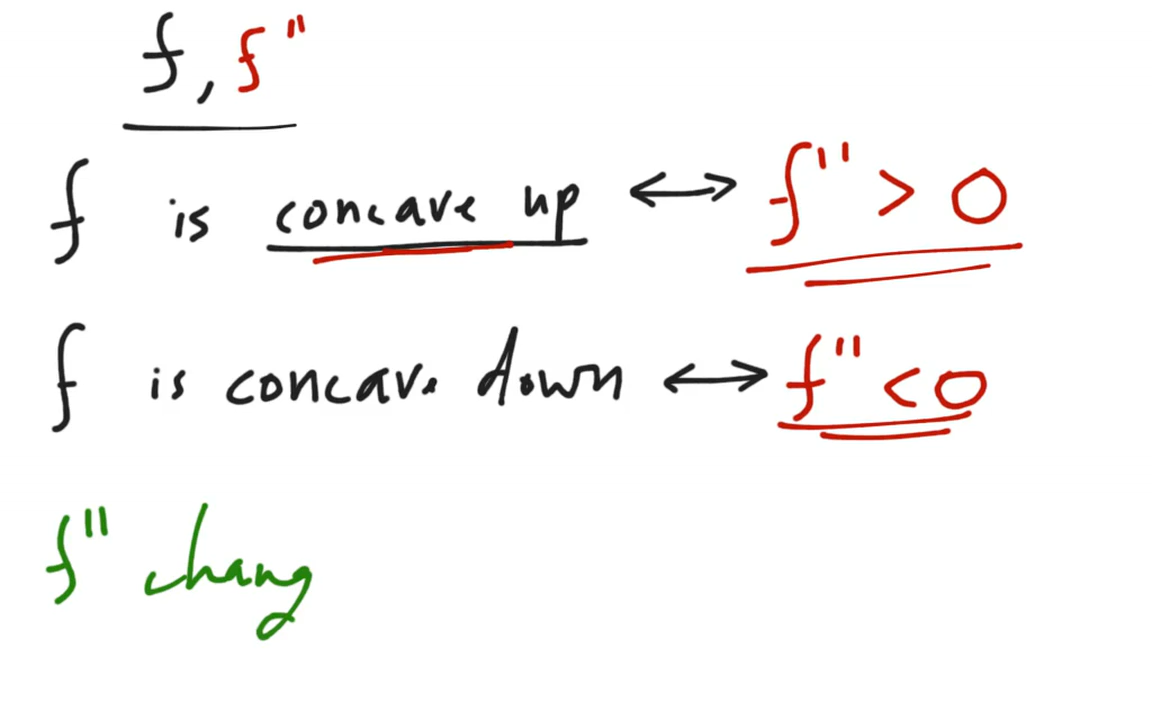 f, f"
f is concave up ↔ f" > 0
f is concave down ↔ f" < 0
f" chang